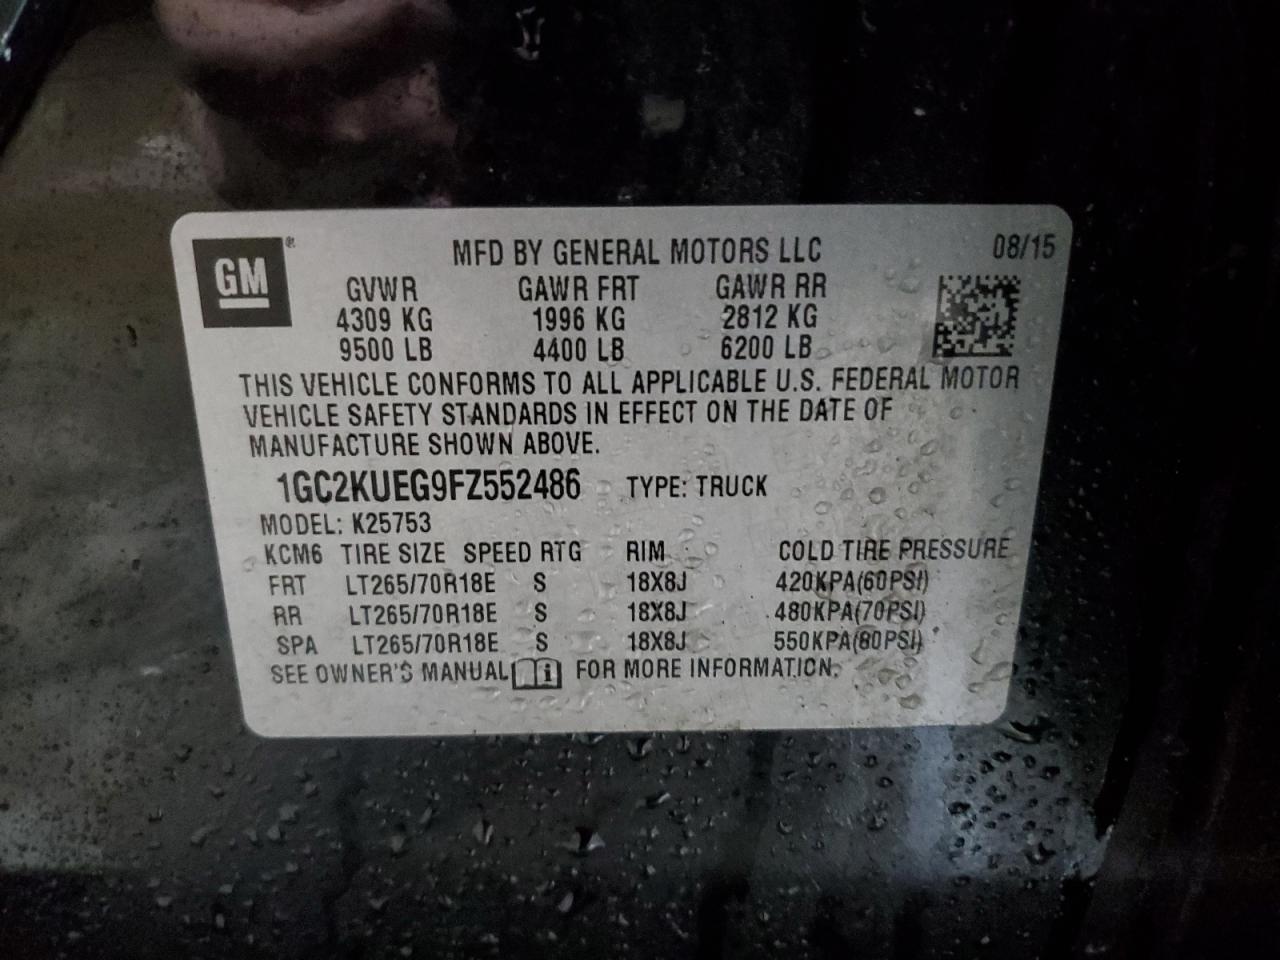 GM®
MFD BY GENERAL MOTORS LLC 08/15
GVWR GAWR FRT GAWR RR
4309 KG 1996 KG 2812 KG
9500 LB 4400 LB 6200 LB
THIS VEHICLE CONFORMS TO ALL APPLICABLE U.S. FEDERAL MOTOR
VEHICLE SAFETY STANDARDS IN EFFECT ON THE DATE OF
MANUFACTURE SHOWN ABOVE.
1GC2KUEG9FZ552486 TYPE: TRUCK
MODEL: K25753
KCM6 TIRE SIZE SPEED RTG RIM COLD TIRE PRESSURE
FRT LT265/70R18E S 18X8J 420KPA(60PSI)
RR LT265/70R18E S 18X8J 480KPA(70PSI)
SPA LT265/70R18E S 18X8J 550KPA(80PSI)
SEE OWNER'S MANUAL i FOR MORE INFORMATION.